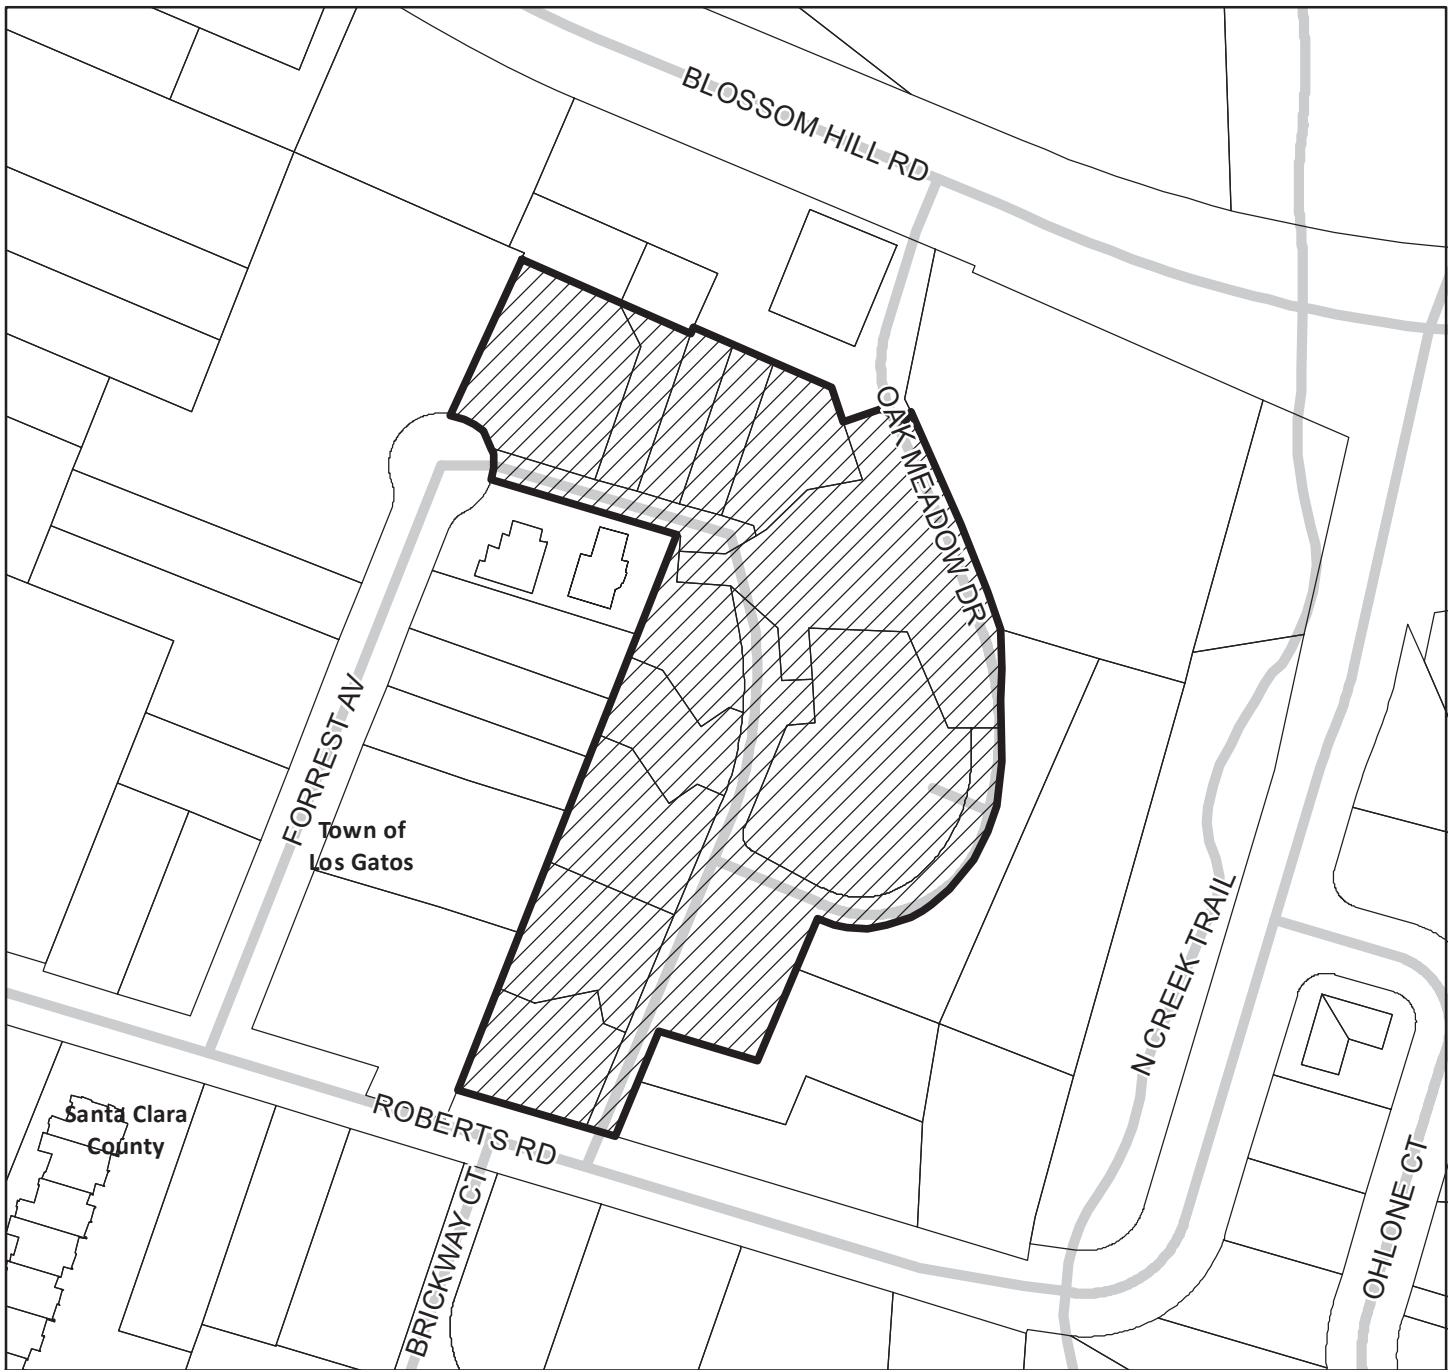 BLOSSOM HILL RD
OAK MEADOW DR
FORREST AV
Town of
Los Gatos
N CREEK TRAIL
Santa Clara
County
ROBERTS RD
BRICKWAY CT
OHLONE CT